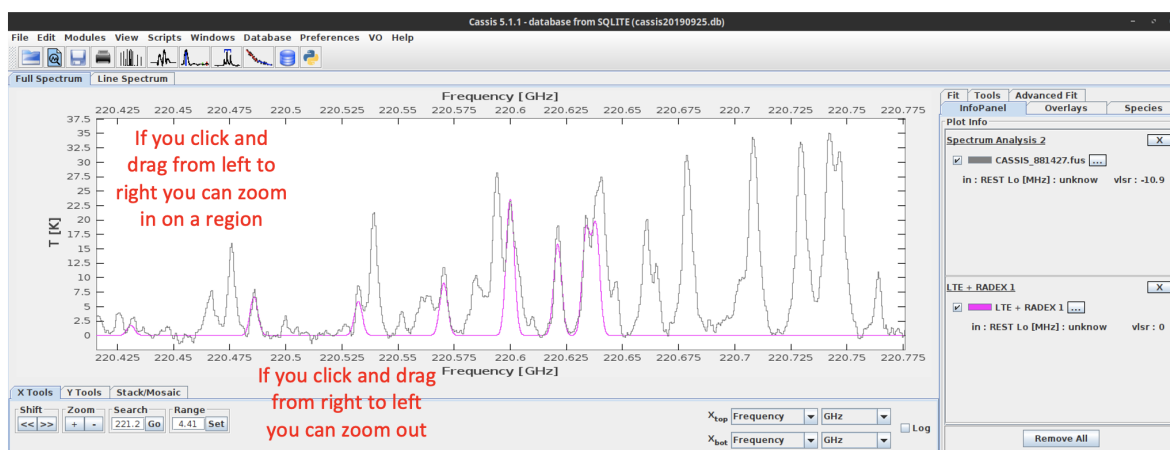 Cassis 5.1.1 - database from SQLITE (cassis20190925.db)
File Edit Modules View Scripts Windows Database Preferences VO Help
Full Spectrum Line Spectrum
Frequency [GHz]
220.425 220.45 220.475 220.5 220.525 220.55 220.575 220.6 220.625 220.65 220.675 220.7 220.725 220.75 220.775
37.5
35
32.5
30
27.5
25
22.5
20
17.5
15
12.5
10
7.5
5
2.5
0
T [K]
If you click and
drag from left to
right you can zoom
in on a region
220.425 220.45 220.475 220.5 220.525 220.55 220.575 220.6 220.625 220.65 220.675 220.7 220.725 220.75 220.775
Frequency [GHz]
If you click and drag
from right to left
you can zoom out
Fit Tools Advanced Fit
InfoPanel Overlays Species
Plot Info
Spectrum Analysis 2 X
CASSIS_881427.fus ...
in : REST Lo [MHz] : unknow vlsr : -10.9
LTE + RADEX 1 X
LTE + RADEX 1 ...
in : REST Lo [MHz] : unknow vlsr : 0
Remove All
X Tools Y Tools Stack/Mosaic
Shift Zoom Search Range
<< >> + - 221.2 Go 4.41 Set
Xtop Frequency GHz
Xbot Frequency GHz
Log